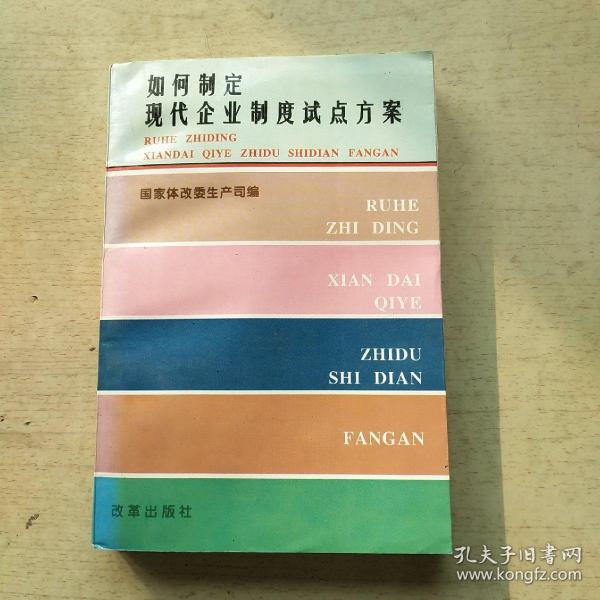 如何制定
现代企业制度试点方案
RUHE ZHIDING
XIANDAI QIYE ZHIDU SHIDIAN FANGAN
国家体改委生产司编
RUHE
ZHI DING
XIAN DAI
QIYE
ZHIDU
SHI DIAN
FANGAN
改革出版社
孔夫子旧书网
www.kongfz.com